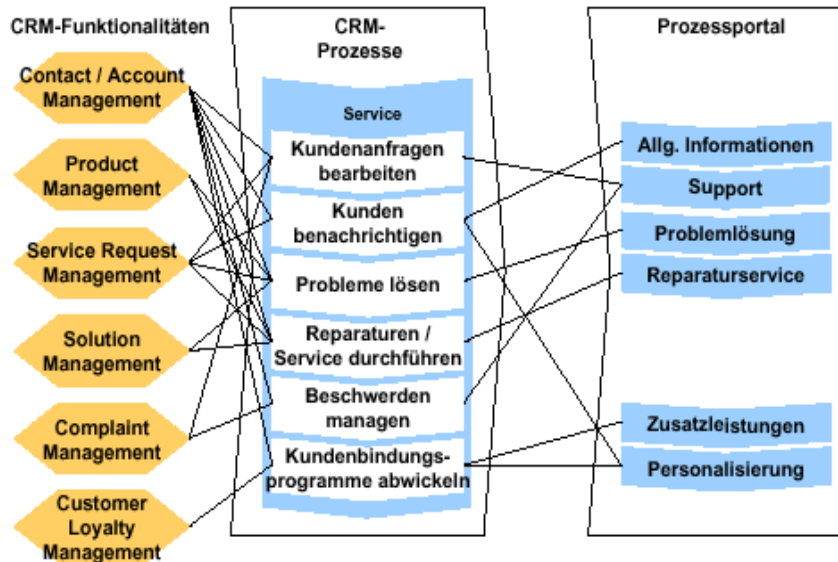 CRM-Funktionalitäten
Contact / Account
Management
Product
Management
Service Request
Management
Solution
Management
Complaint
Management
Customer
Loyalty
Management
CRM-
Prozesse
Service
Kundenanfragen
bearbeiten
Kunden
benachrichtigen
Probleme lösen
Reparaturen /
Service durchführen
Beschwerden
managen
Kundenbindungs-
programme abwickeln
Prozessportal
Allg. Informationen
Support
Problemlösung
Reparaturservice
Zusatzleistungen
Personalisierung